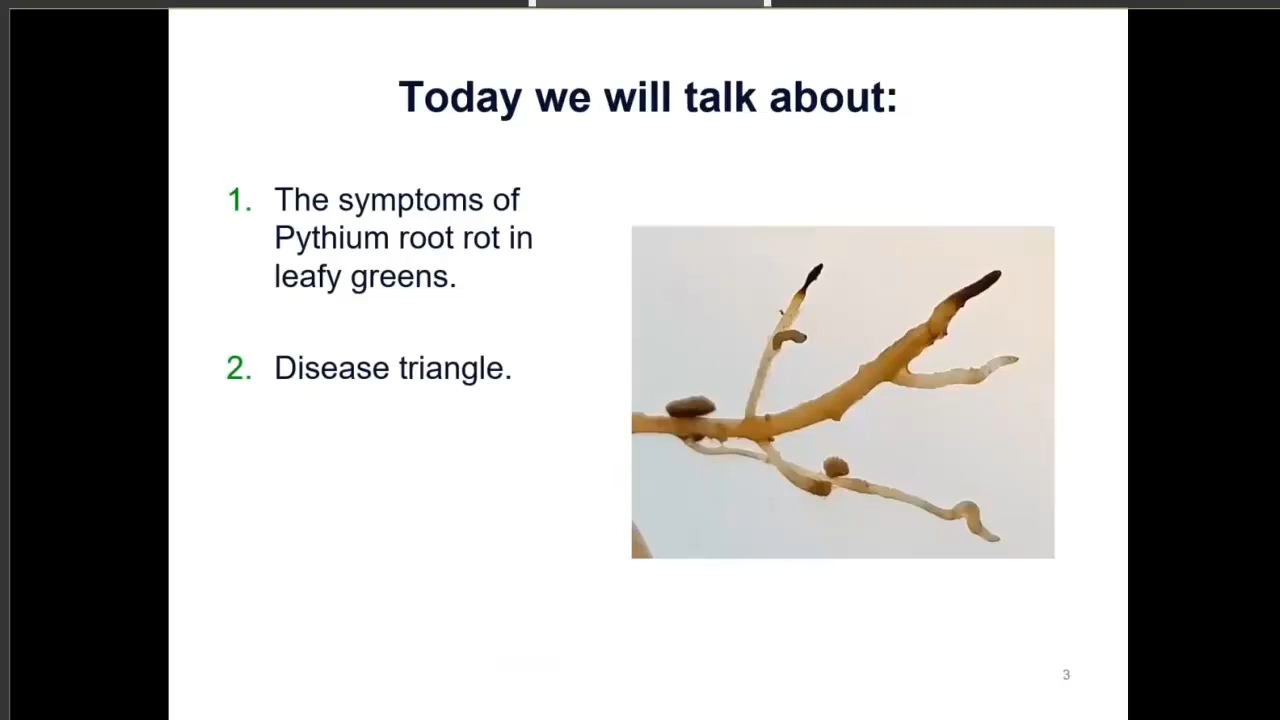 Today we will talk about:
1. The symptoms of
Pythium root rot in
leafy greens.
2. Disease triangle.
3